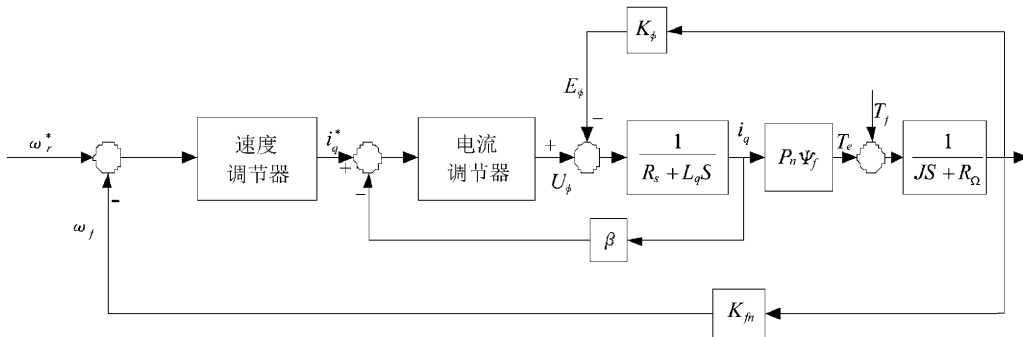 K_ϕ
E_ϕ
−
T_f
ω_r^*
速度
调节器
i_q^*
+
−
电流
调节器
+
U_ϕ
1
R_s + L_q S
i_q
P_n Ψ_f
T_e
1
JS + R_Ω
−
ω_f
β
K_fn